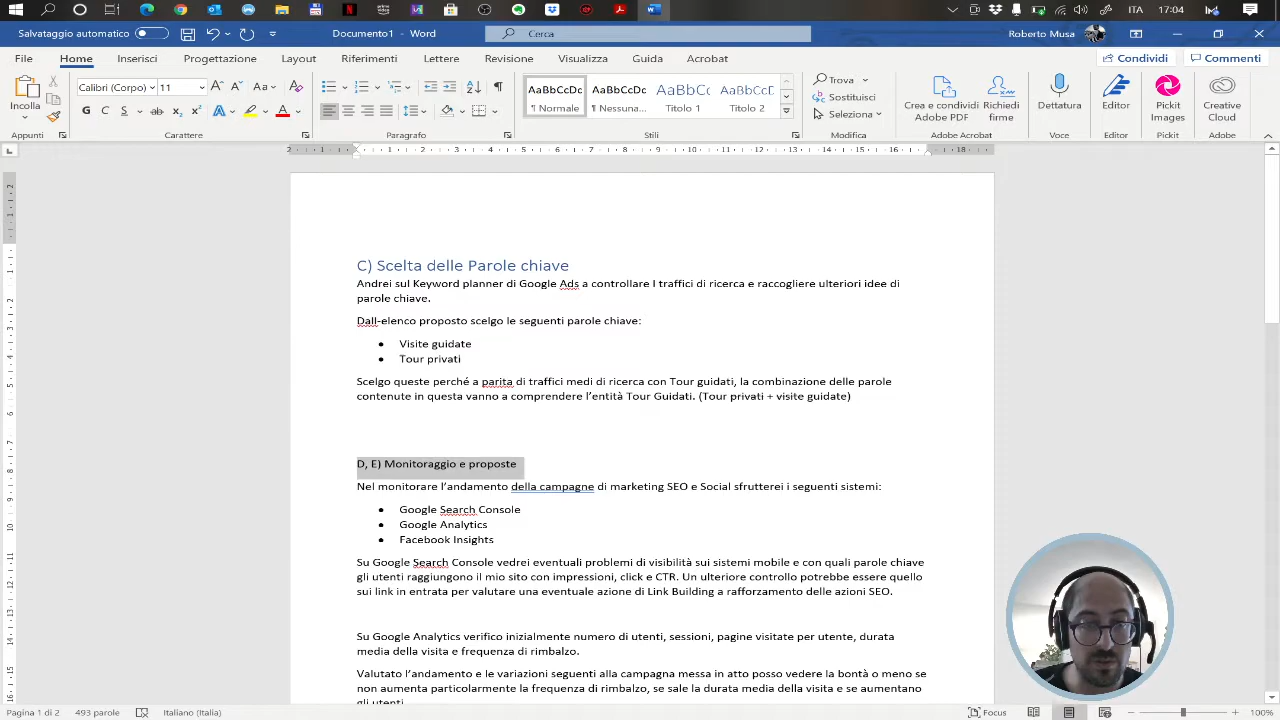 ITA 17:04
Salvataggio automatico Documento1 - Word Cerca Roberto Musa
File Home Inserisci Progettazione Layout Riferimenti Lettere Revisione Visualizza Guida Acrobat Condividi Commenti
Incolla
Calibri (Corpo) 11
AaBbCcDc AaBbCcDc AaBbCc AaBbCcD
¶ Normale ¶ Nessuna... Titolo 1 Titolo 2
Trova
Sostituisci
Seleziona
Crea e condividi Adobe PDF
Richiedi firme
Dettatura
Editor
Pickit Images
Creative Cloud
Appunti Carattere Paragrafo Stili Modifica Adobe Acrobat Voce Editor Pickit Adobe
C) Scelta delle Parole chiave
Andrei sul Keyword planner di Google Ads a controllare I traffici di ricerca e raccogliere ulteriori idee di
parole chiave.
Dall-elenco proposto scelgo le seguenti parole chiave:
• Visite guidate
• Tour privati
Scelgo queste perché a parita di traffici medi di ricerca con Tour guidati, la combinazione delle parole
contenute in questa vanno a comprendere l'entità Tour Guidati. (Tour privati + visite guidate)
D, E) Monitoraggio e proposte
Nel monitorare l'andamento della campagne di marketing SEO e Social sfrutterei i seguenti sistemi:
• Google Search Console
• Google Analytics
• Facebook Insights
Su Google Search Console vedrei eventuali problemi di visibilità sui sistemi mobile e con quali parole chiave
gli utenti raggiungono il mio sito con impressioni, click e CTR. Un ulteriore controllo potrebbe essere quello
sui link in entrata per valutare una eventuale azione di Link Building a rafforzamento delle azioni SEO.
Su Google Analytics verifico inizialmente numero di utenti, sessioni, pagine visitate per utente, durata
media della visita e frequenza di rimbalzo.
Valutato l'andamento e le variazioni seguenti alla campagna messa in atto posso vedere la bontà o meno se
non aumenta particolarmente la frequenza di rimbalzo, se sale la durata media della visita e se aumentano
gli utenti.
Pagina 1 di 2 493 parole Italiano (Italia) Focus 100%